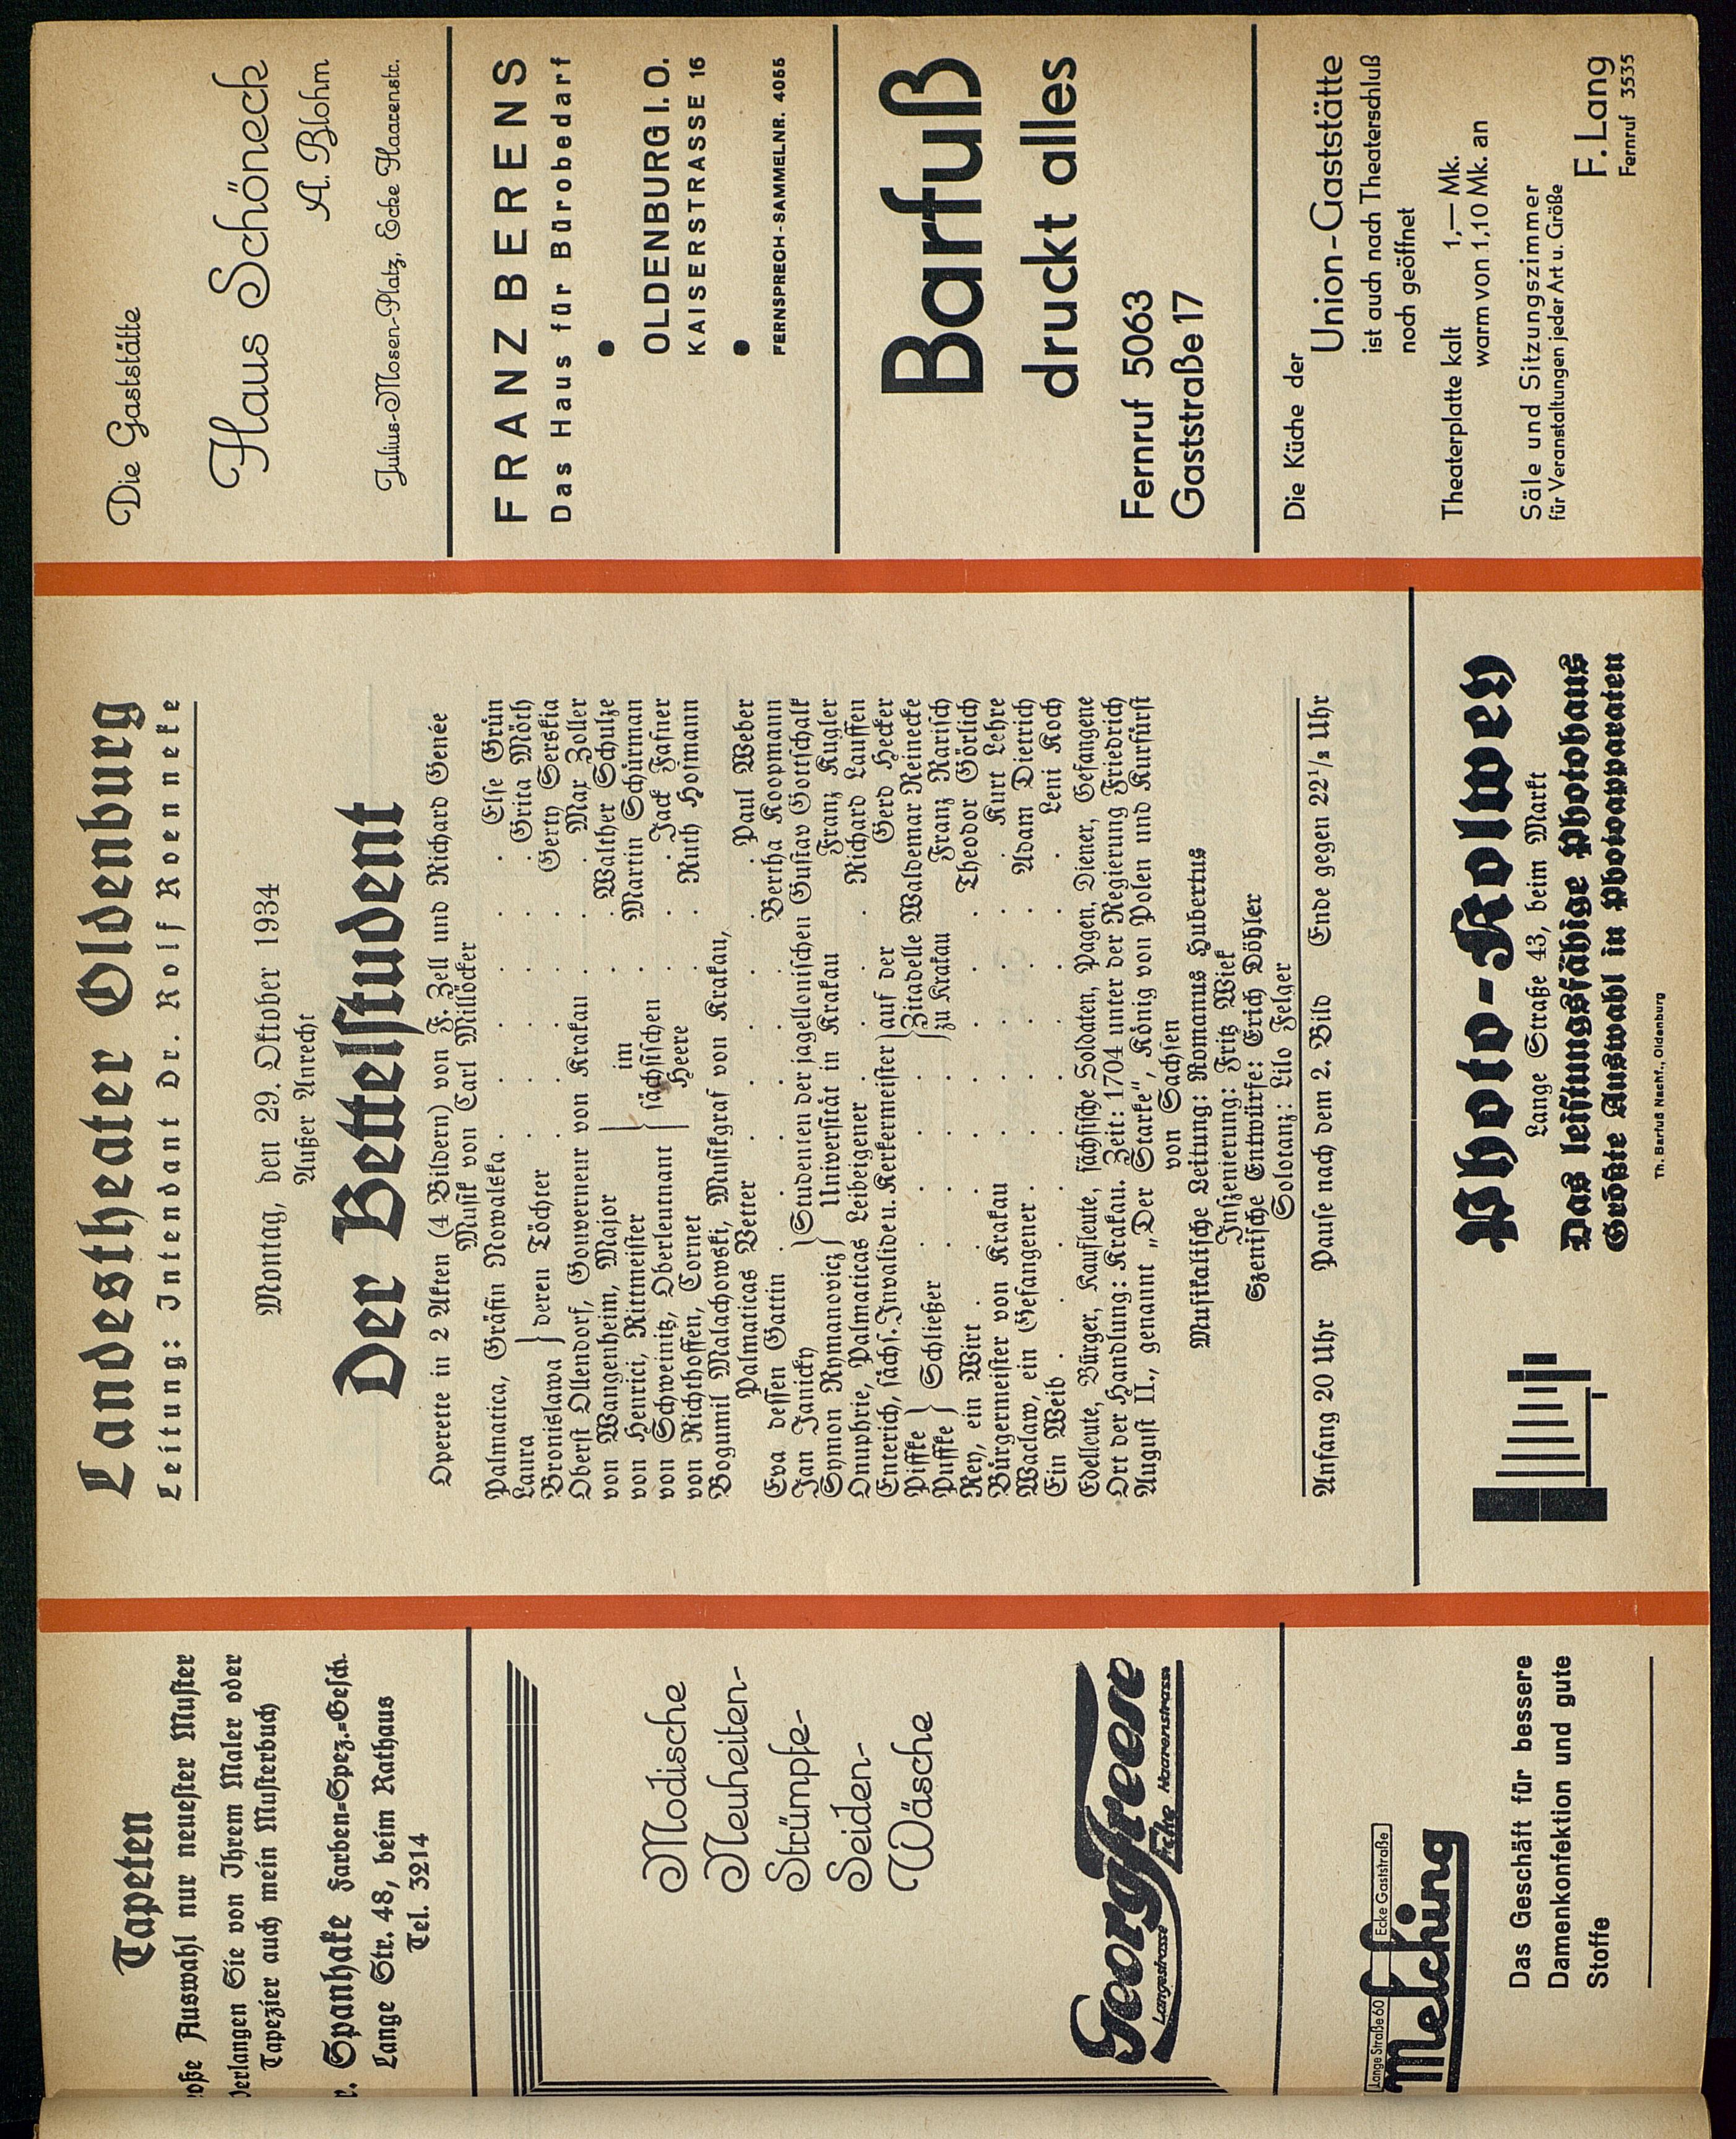 Tapeten
oße Auswahl nur neuester Muster
Verlangen Sie von Ihrem Maler oder
Tapezier auch mein Musterbuch
r. Spanhake Farben-Spez.-Gesch.
Lange Str. 48, beim Rathaus
Tel. 3214
Modische
Neuheiten-
Strümpfe-
Seiden-
Wäsche
Georg Freese
Langestrasse Ecke Haarenstrasse
Lange Straße 60 Ecke Gaststraße
Melching
Das Geschäft für bessere
Damenkonfektion und gute
Stoffe
Landestheater Oldenburg
Leitung: Intendant Dr. Rolf Roenneke
Montag, den 29. Oktober 1934
Außer Anrecht
Der Bettelstudent
Operette in 2 Akten (4 Bildern) von F. Zell und Richard Genée
Musik von Carl Millöcker
Palmatica, Gräfin Nowalska . . . . . Else Grün
Laura } deren Töchter . . . . Grita Möth
Bronislawa } . . . . Gerty Serskia
Oberst Ollendorf, Gouverneur von Krakau . . . Max Zoller
von Wangenheim, Major } im . . Walther Schulze
von Henrici, Rittmeister } sächsischen . . Martin Schürman
von Schweinitz, Oberleutnant } Heere . . Jack Fafner
von Richthoffen, Cornet } . . Ruth Hofmann
Bogumil Malachowski, Musikgraf von Krakau,
Palmaticas Vetter . . . . . Paul Weber
Eva dessen Gattin . . . . . Bertha Koopmann
Jan Janicky } Studenten der jagellonischen Gustav Gottschalk
Symon Rymanovicz } Universität in Krakau Franz Kugler
Onuphrie, Palmaticas Leibeigener . . . Richard Lauffen
Enterich, sächs. Invalide u. Kerkermeister } auf der Gerd Hecker
Piffke } Schließer . . . } Zitadelle Waldemar Reinecke
Puffke } . . . } zu Krakau Franz Rarisch
Rey, ein Wirt . . . . . Theodor Görlich
Bürgermeister von Krakau . . . . Kurt Lehre
Waclaw, ein Gefangener . . . . Adam Dietrich
Ein Weib . . . . . . Leni Koch
Edelleute, Bürger, Kaufleute, sächsische Soldaten, Pagen, Diener, Gefangene
Ort der Handlung: Krakau. Zeit: 1704 unter der Regierung Friedrich
August II., genannt „Der Starke“, König von Polen und Kurfürst
von Sachsen
Musikalische Leitung: Romanus Hubertus
Inszenierung: Fritz Wiek
Szenische Entwürfe: Erich Döhler
Solotanz: Lilo Felger
Anfang 20 Uhr Pause nach dem 2. Bild Ende gegen 22½ Uhr
Photo-Kolwey
Lange Straße 43, beim Markt
Das leistungsfähige Photohaus
Größte Auswahl in Photoapparaten
Th. Barfuß Nachf., Oldenburg
Die Gaststätte
Haus Schöneck
A. Blohm
Julius-Mosen-Platz, Ecke Haarenstr.
FRANZ BERENS
Das Haus für Bürobedarf
OLDENBURG I. O.
KAISERSTRASSE 16
FERNSPRECH-SAMMELNR. 4055
Barfuß
druckt alles
Fernruf 5063
Gaststraße 17
Die Küche der
Union-Gaststätte
ist auch nach Theaterschluß
noch geöffnet
Theaterplatte kalt 1,— Mk.
warm von 1,10 Mk. an
Säle und Sitzungszimmer
für Veranstaltungen jeder Art u. Größe
F. Lang
Fernruf 3535